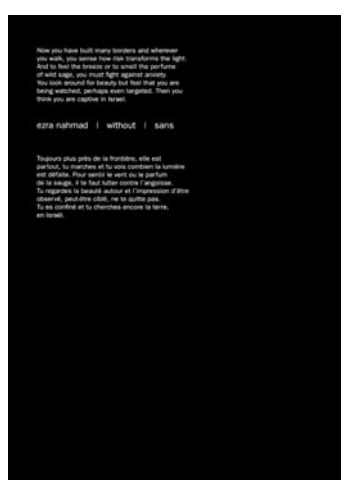 Now you have built many borders and wherever
you walk, you sense how risk transforms the light.
And to feel the breeze or to smell the perfume
of wild sage, you must fight against anxiety.
You look around for beauty but feel that you are
being watched, perhaps even targeted. Then you
think you are captive in Israel.
ezra nahmad | without | sans
Toujours plus près de la frontière, elle est
partout, tu marches et tu vois combien la lumière
est défaite. Pour sentir le vent ou le parfum
de la sauge, il te faut lutter contre l'angoisse.
Tu regardes la beauté autour et l'impression d'être
observé, peut-être ciblé, ne te quitte pas.
Tu es confiné et tu cherches encore la terre,
en Israël.